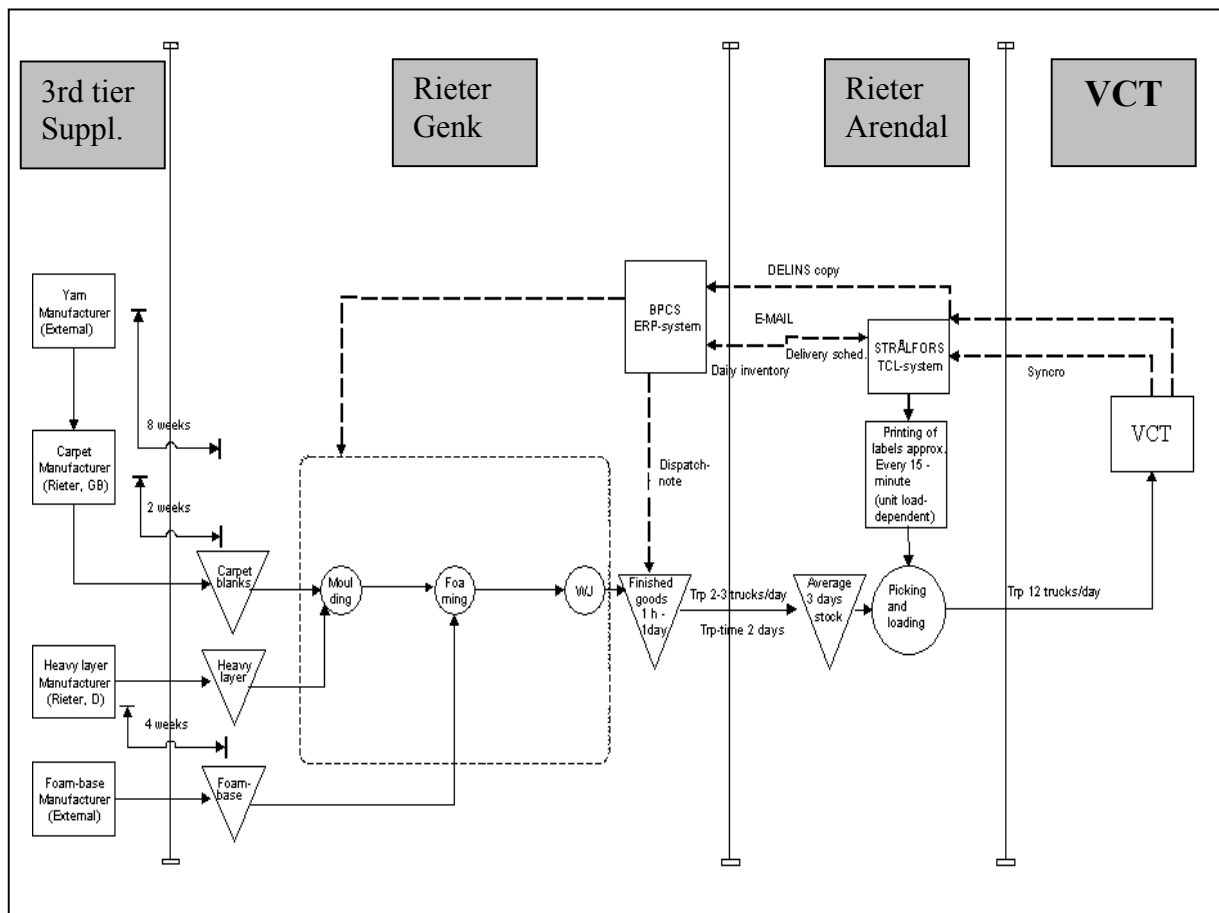 3rd tier
Suppl.
Rieter
Genk
Rieter
Arendal
VCT
Yarn
Manufacturer
(External)
8 weeks
Carpet
Manufacturer
(Rieter, GB)
2 weeks
Heavy layer
Manufacturer
(Rieter, D)
4 weeks
Foam-base
Manufacturer
(External)
Carpet
blanks
Heavy
layer
Foam-
base
Moul
ding
Foa
ming
WJ
BPCS
ERP-system
Dispatch-
note
Finished
goods
1 h -
1day
DELINS copy
E-MAIL
Delivery sched.
Daily inventory
Trp 2-3 trucks/day
Trp-time 2 days
STRÅLFORS
TCL-system
Printing of
labels approx.
Every 15 -
minute
(unit load-
dependent)
Average
3 days
stock
Picking
and
loading
Syncro
VCT
Trp 12 trucks/day